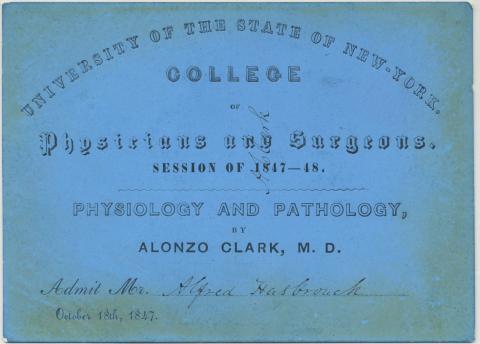 UNIVERSITY OF THE STATE OF NEW-YORK.
COLLEGE
OF
Physicians and Surgeons.
SESSION OF 1847—48.
PHYSIOLOGY AND PATHOLOGY,
BY
ALONZO CLARK, M. D.
Admit Mr. Alfred Hasbrouck
October 18th, 1847.